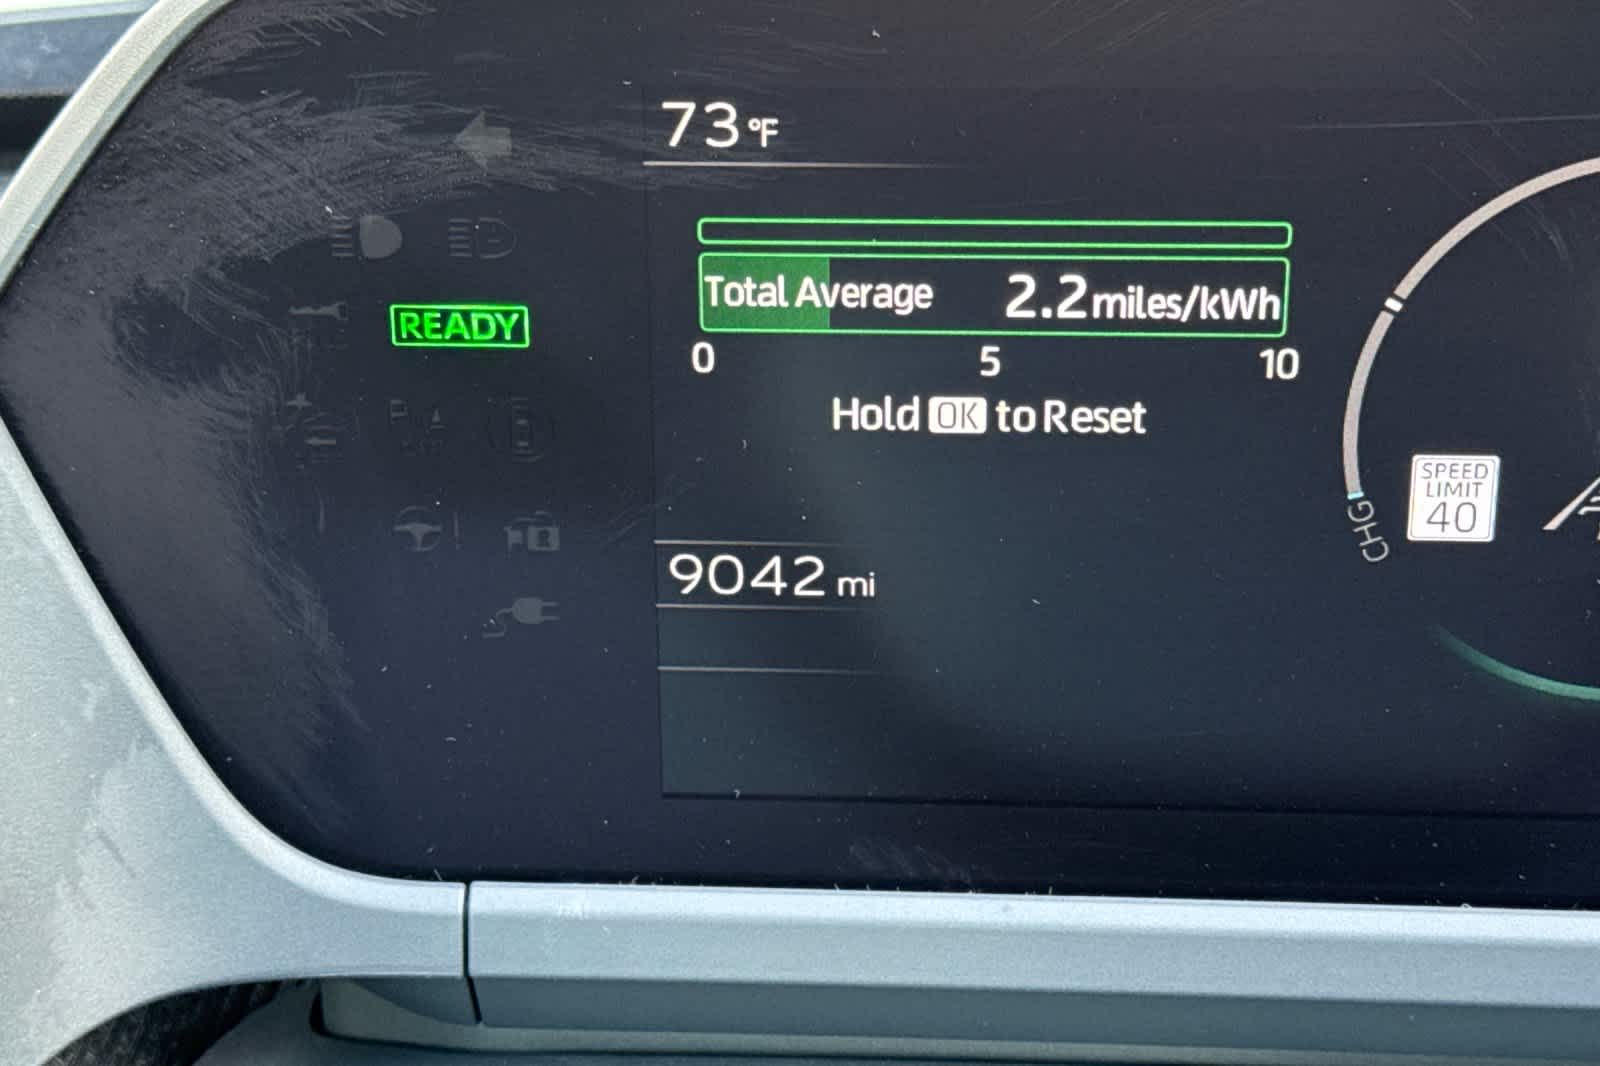 73 °F
READY
Total Average 2.2 miles/kWh
0 5 10
Hold OK to Reset
SPEED
LIMIT
40
CHG
9042 mi